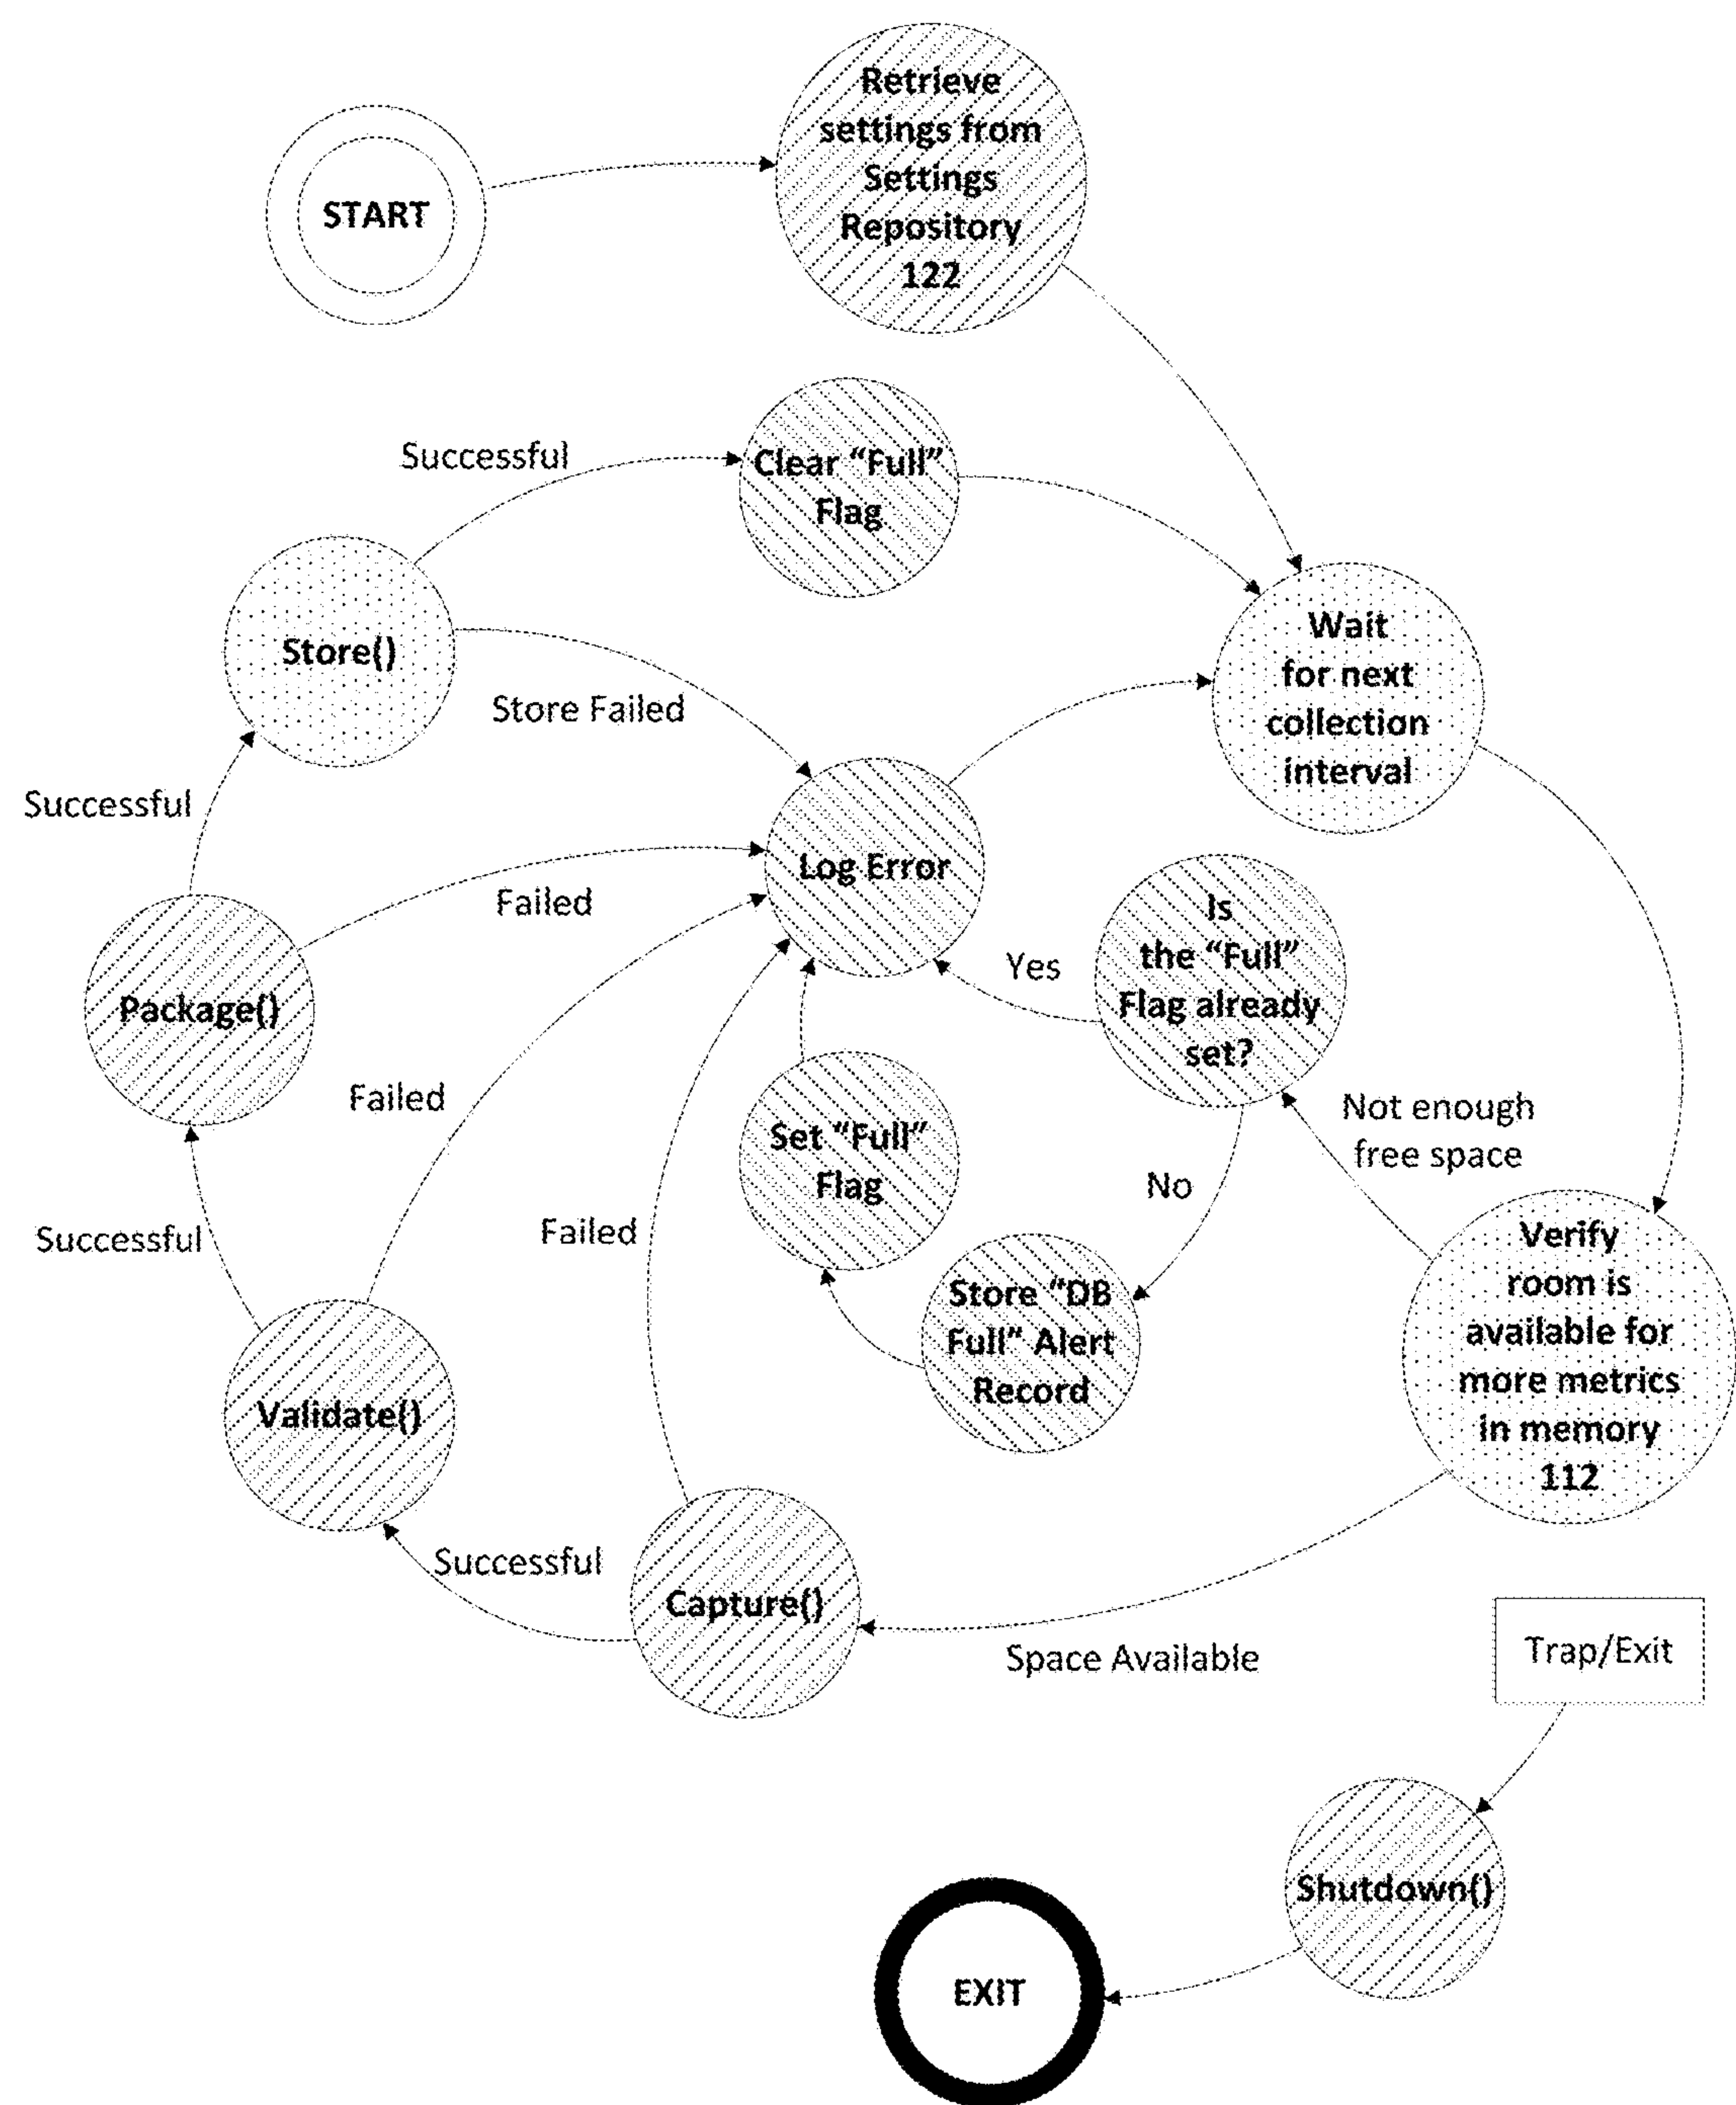 Retrieve
settings from
Settings
Repository
122
START
Successful
Clear "Full"
Flag
Store()
Store Failed
Wait
for next
collection
interval
Successful
Log Error
Failed
Is
the "Full"
Flag already
set?
Yes
Package()
Failed
Not enough
free space
Set "Full"
Flag
No
Successful
Failed
Store "DB
Full" Alert
Record
Verify
room is
available for
more metrics
in memory
112
Validate()
Successful
Capture()
Space Available
Trap/Exit
Shutdown()
EXIT